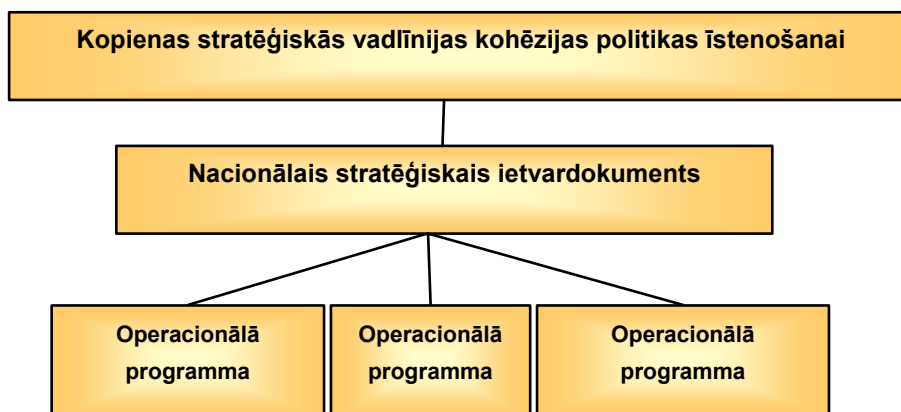 Kopienas stratēģiskās vadlīnijas kohēzijas politikas īstenošanai
Nacionālais stratēģiskais ietvardokuments
Operacionālā
programma
Operacionālā
programma
Operacionālā
programma